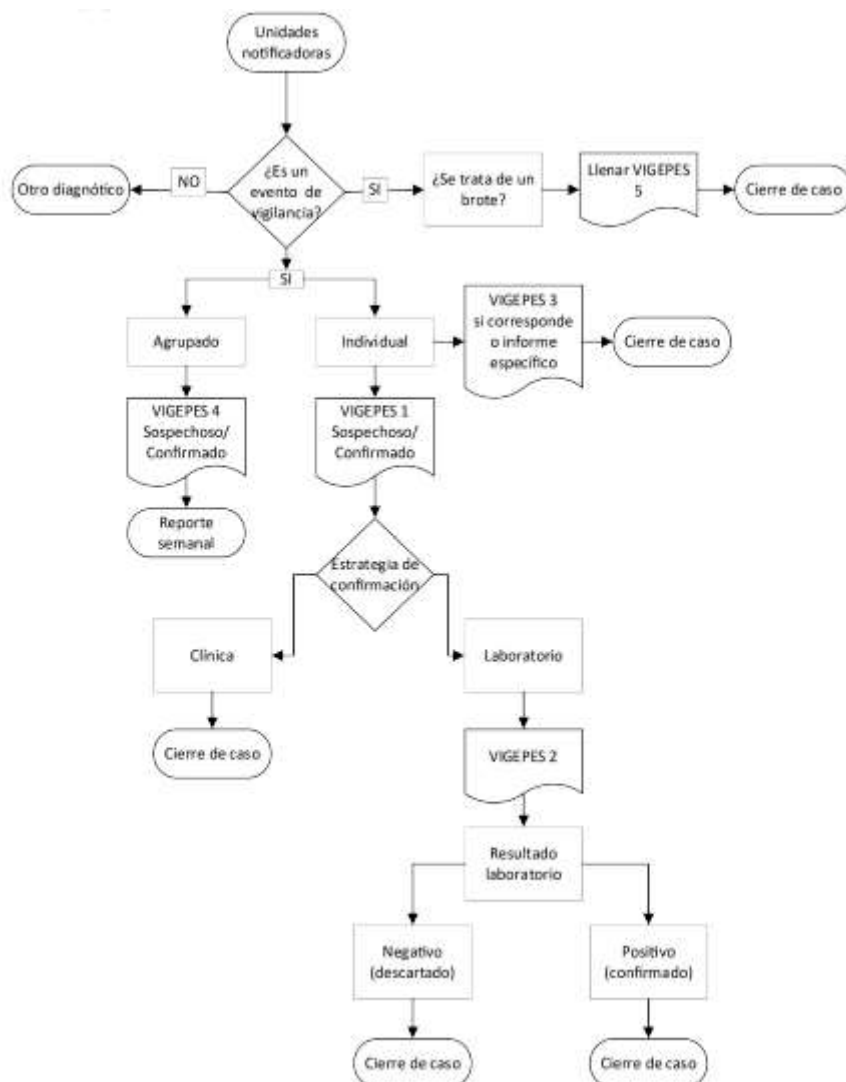 Unidades
notificadoras
¿Es un
evento de
vigilancia?
NO
Otro diagnótico
SI
¿Se trata de un
brote?
Llenar VIGEPES
5
Cierre de caso
SI
Agrupado
Individual
VIGEPES 3
si corresponde
o informe
específico
Cierre de caso
VIGEPES 4
Sospechoso/
Confirmado
VIGEPES 1
Sospechoso/
Confirmado
Reporte
semanal
Estrategia de
confirmación
Clínica
Laboratorio
Cierre de caso
VIGEPES 2
Resultado
laboratorio
Negativo
(descartado)
Positivo
(confirmado)
Cierre de caso
Cierre de caso